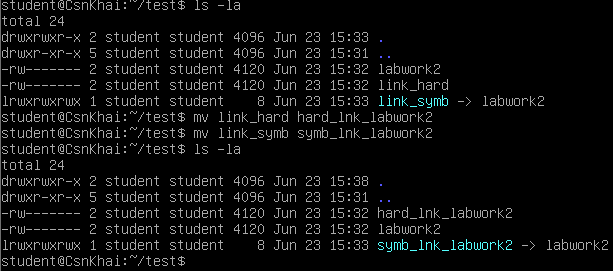 student@CsnKhai:~/test$ ls -la
total 24
drwxrwxr-x 2 student student 4096 Jun 23 15:33 .
drwxr-xr-x 5 student student 4096 Jun 23 15:31 ..
-rw------- 2 student student 4120 Jun 23 15:32 labwork2
-rw------- 2 student student 4120 Jun 23 15:32 link_hard
lrwxrwxrwx 1 student student    8 Jun 23 15:33 link_symb -> labwork2
student@CsnKhai:~/test$ mv link_hard hard_lnk_labwork2
student@CsnKhai:~/test$ mv link_symb symb_lnk_labwork2
student@CsnKhai:~/test$ ls -la
total 24
drwxrwxr-x 2 student student 4096 Jun 23 15:38 .
drwxr-xr-x 5 student student 4096 Jun 23 15:31 ..
-rw------- 2 student student 4120 Jun 23 15:32 hard_lnk_labwork2
-rw------- 2 student student 4120 Jun 23 15:32 labwork2
lrwxrwxrwx 1 student student    8 Jun 23 15:33 symb_lnk_labwork2 -> labwork2
student@CsnKhai:~/test$